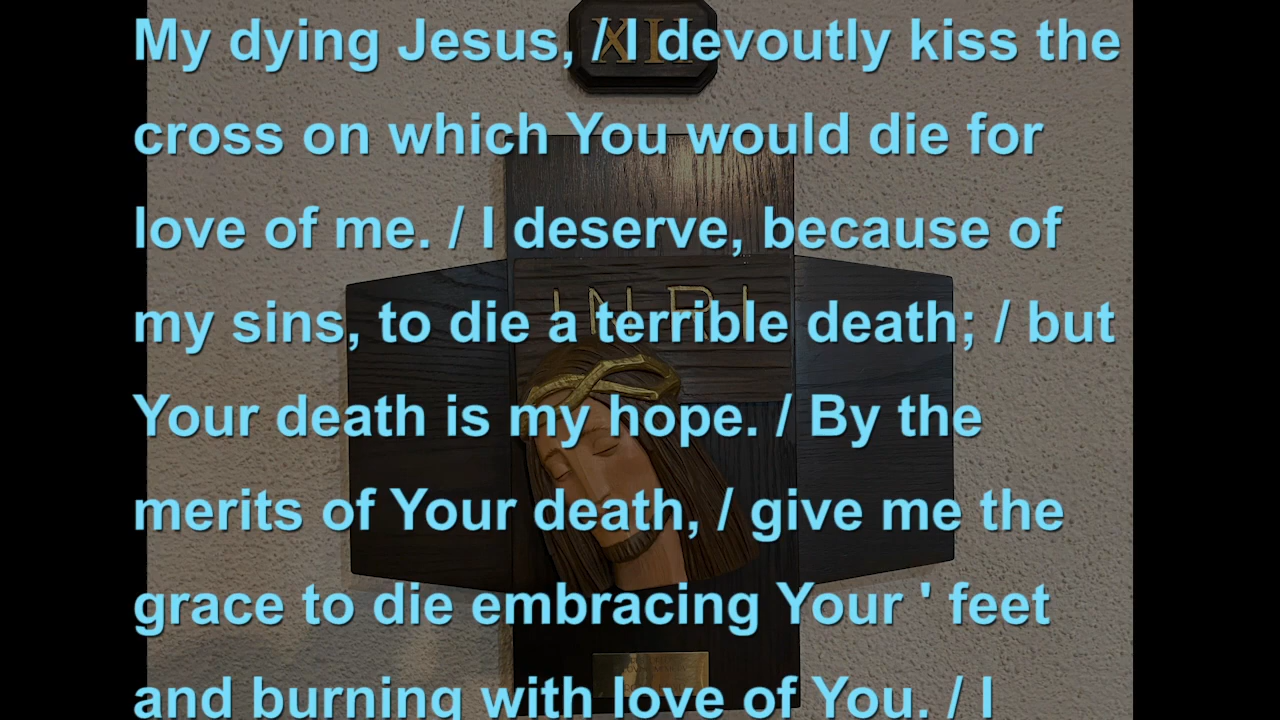 XII
My dying Jesus, / I devoutly kiss the
cross on which You would die for
love of me. / I deserve, because of
my sins, to die a terrible death; / but
INRI
Your death is my hope. / By the
merits of Your death, / give me the
grace to die embracing Your ' feet
and burning with love of You. / I